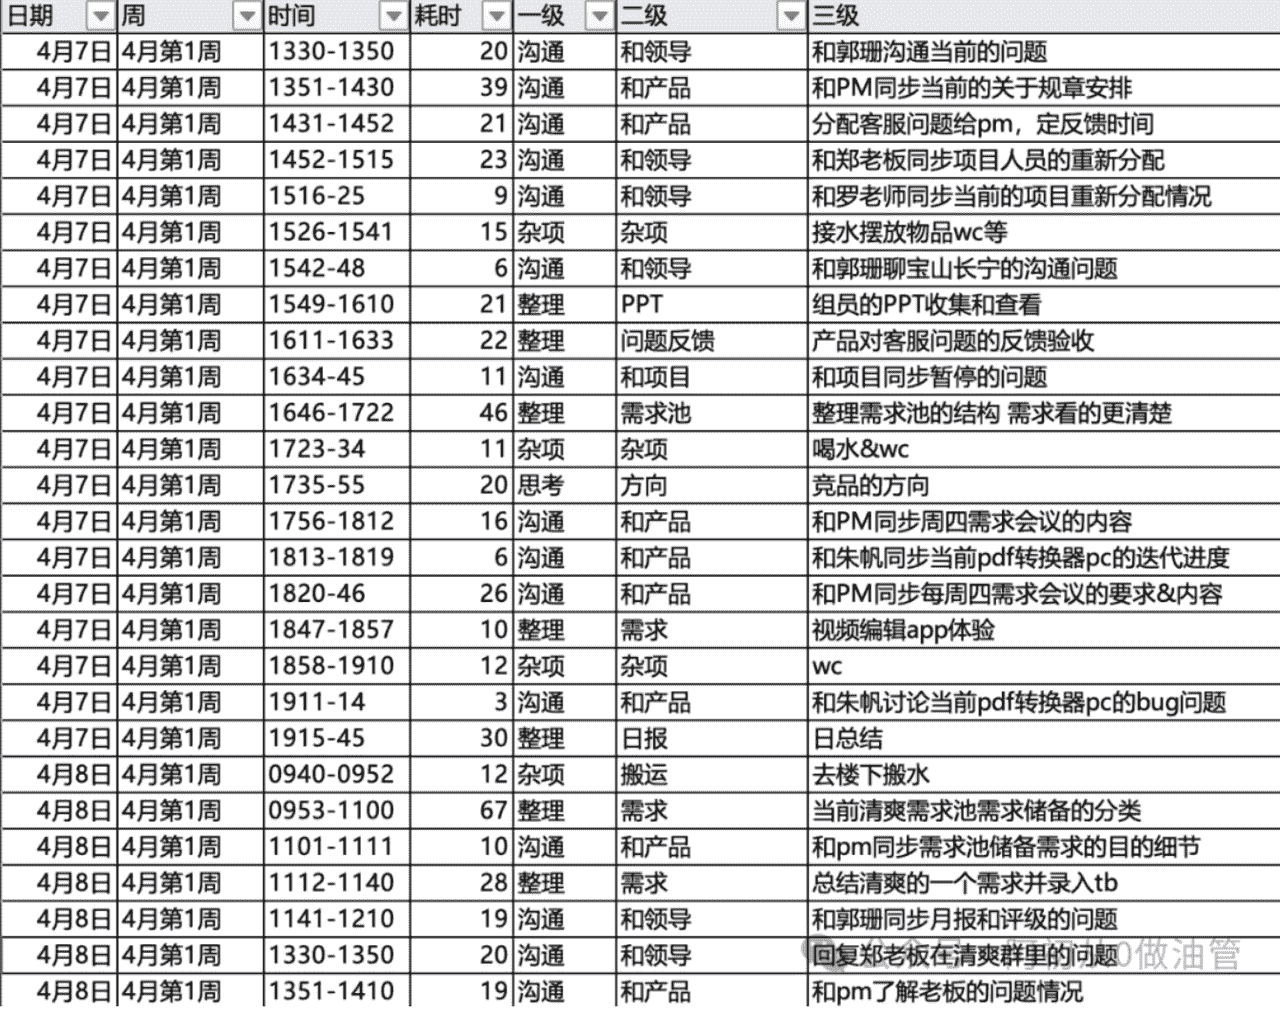 日期 周 时间 耗时 一级 二级 三级
4月7日 4月第1周 1330-1350 20 沟通 和领导 和郭珊沟通当前的问题
4月7日 4月第1周 1351-1430 39 沟通 和产品 和PM同步当前的关于规章安排
4月7日 4月第1周 1431-1452 21 沟通 和产品 分配客服问题给pm，定反馈时间
4月7日 4月第1周 1452-1515 23 沟通 和领导 和郑老板同步项目人员的重新分配
4月7日 4月第1周 1516-25 9 沟通 和领导 和罗老师同步当前的项目重新分配情况
4月7日 4月第1周 1526-1541 15 杂项 杂项 接水摆放物品wc等
4月7日 4月第1周 1542-48 6 沟通 和领导 和郭珊聊宝山长宁的沟通问题
4月7日 4月第1周 1549-1610 21 整理 PPT 组员的PPT收集和查看
4月7日 4月第1周 1611-1633 22 整理 问题反馈 产品对客服问题的反馈验收
4月7日 4月第1周 1634-45 11 沟通 和项目 和项目同步暂停的问题
4月7日 4月第1周 1646-1722 46 整理 需求池 整理需求池的结构 需求看的更清楚
4月7日 4月第1周 1723-34 11 杂项 杂项 喝水&wc
4月7日 4月第1周 1735-55 20 思考 方向 竞品的方向
4月7日 4月第1周 1756-1812 16 沟通 和产品 和PM同步周四需求会议的内容
4月7日 4月第1周 1813-1819 6 沟通 和产品 和朱帆同步当前pdf转换器pc的迭代进度
4月7日 4月第1周 1820-46 26 沟通 和产品 和PM同步每周四需求会议的要求&内容
4月7日 4月第1周 1847-1857 10 整理 需求 视频编辑app体验
4月7日 4月第1周 1858-1910 12 杂项 杂项 wc
4月7日 4月第1周 1911-14 3 沟通 和产品 和朱帆讨论当前pdf转换器pc的bug问题
4月7日 4月第1周 1915-45 30 整理 日报 日总结
4月8日 4月第1周 0940-0952 12 杂项 搬运 去楼下搬水
4月8日 4月第1周 0953-1100 67 整理 需求 当前清爽需求池需求储备的分类
4月8日 4月第1周 1101-1111 10 沟通 和产品 和pm同步需求池储备需求的目的细节
4月8日 4月第1周 1112-1140 28 整理 需求 总结清爽的一个需求并录入tb
4月8日 4月第1周 1141-1210 19 沟通 和领导 和郭珊同步月报和评级的问题
4月8日 4月第1周 1330-1350 20 沟通 和领导 回复郑老板在清爽群里的问题
0做油管
4月8日 4月第1周 1351-1410 19 沟通 和产品 和pm了解老板的问题情况